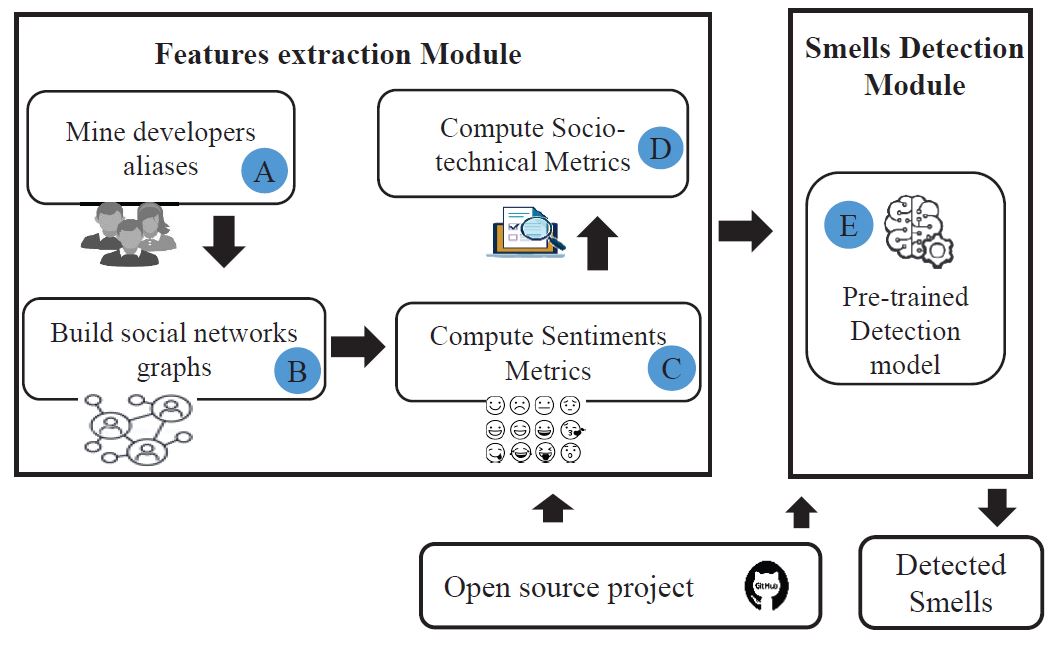 Features extraction Module
Mine developers
aliases
A
Compute Socio-
technical Metrics
D
Build social networks
graphs
B
Compute Sentiments
Metrics
C
Smells Detection
Module
E
Pre-trained
Detection
model
Open source project
GitHub
Detected
Smells